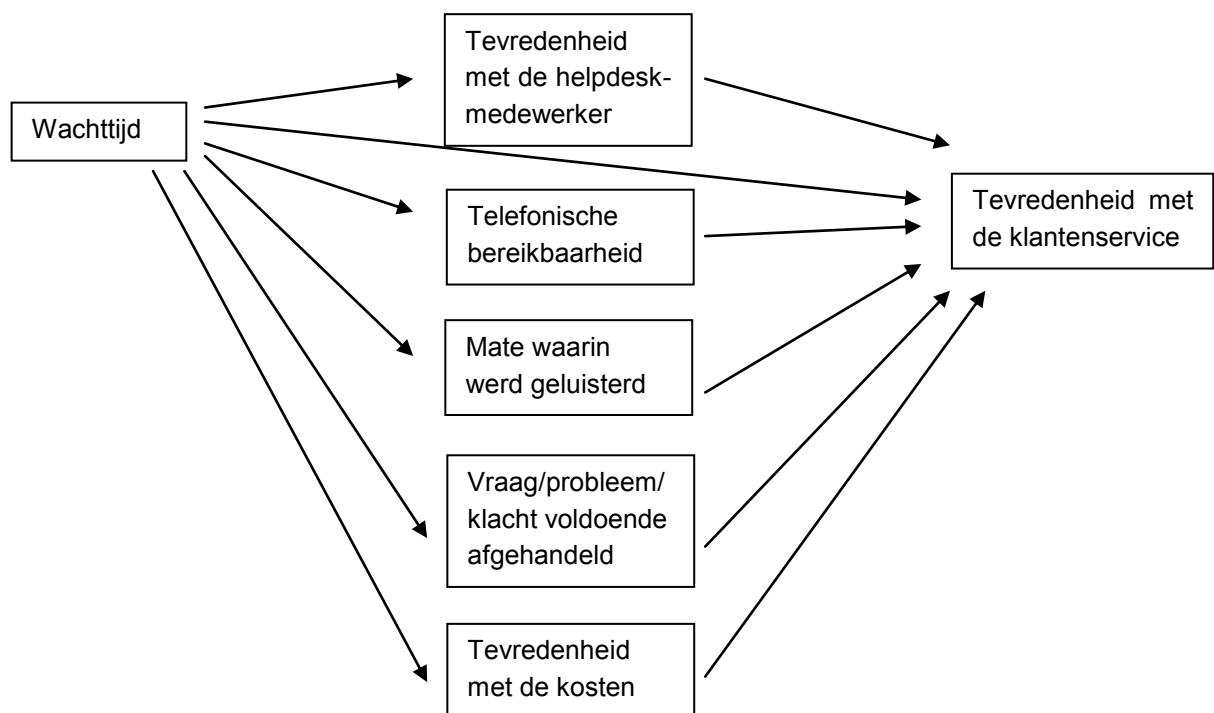 Tevredenheid
met de helpdesk-
medewerker
Wachttijd
Telefonische
bereikbaarheid
Tevredenheid met
de klantenservice
Mate waarin
werd geluisterd
Vraag/probleem/
klacht voldoende
afgehandeld
Tevredenheid
met de kosten